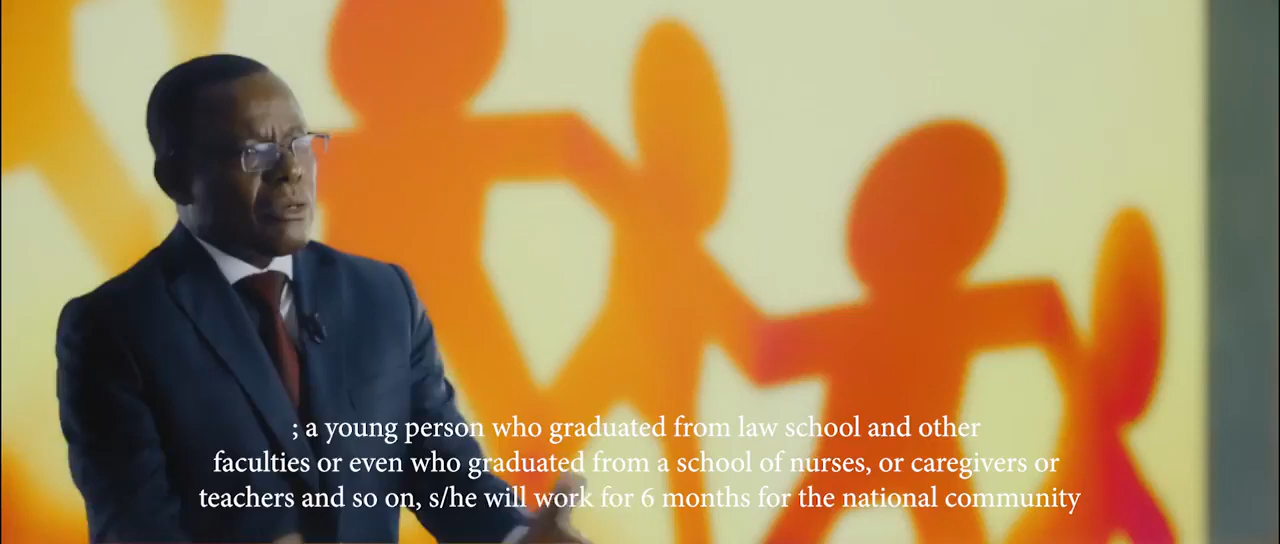 ; a young person who graduated from law school and other
faculties or even who graduated from a school of nurses, or caregivers or
teachers and so on, s/he will work for 6 months for the national community